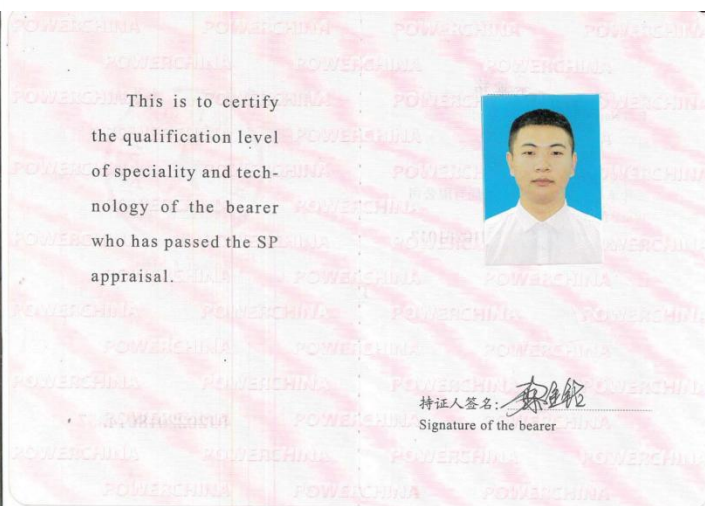 This is to certify
the qualification level
of speciality and tech-
nology of the bearer
who has passed the SP
appraisal.
持证人签名:
Signature of the bearer
POWERCHINA